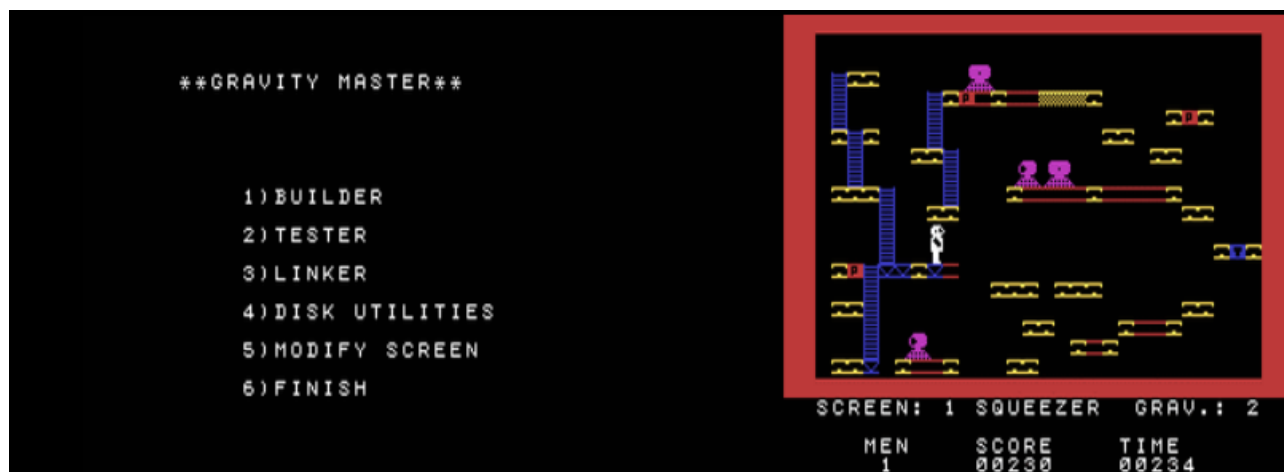 **GRAVITY MASTER**
1)BUILDER
2)TESTER
3)LINKER
4)DISK UTILITIES
5)MODIFY SCREEN
6)FINISH
P
P
P
SCREEN: 1 SQUEEZER GRAV.: 2
MEN SCORE TIME
1 00230 00234